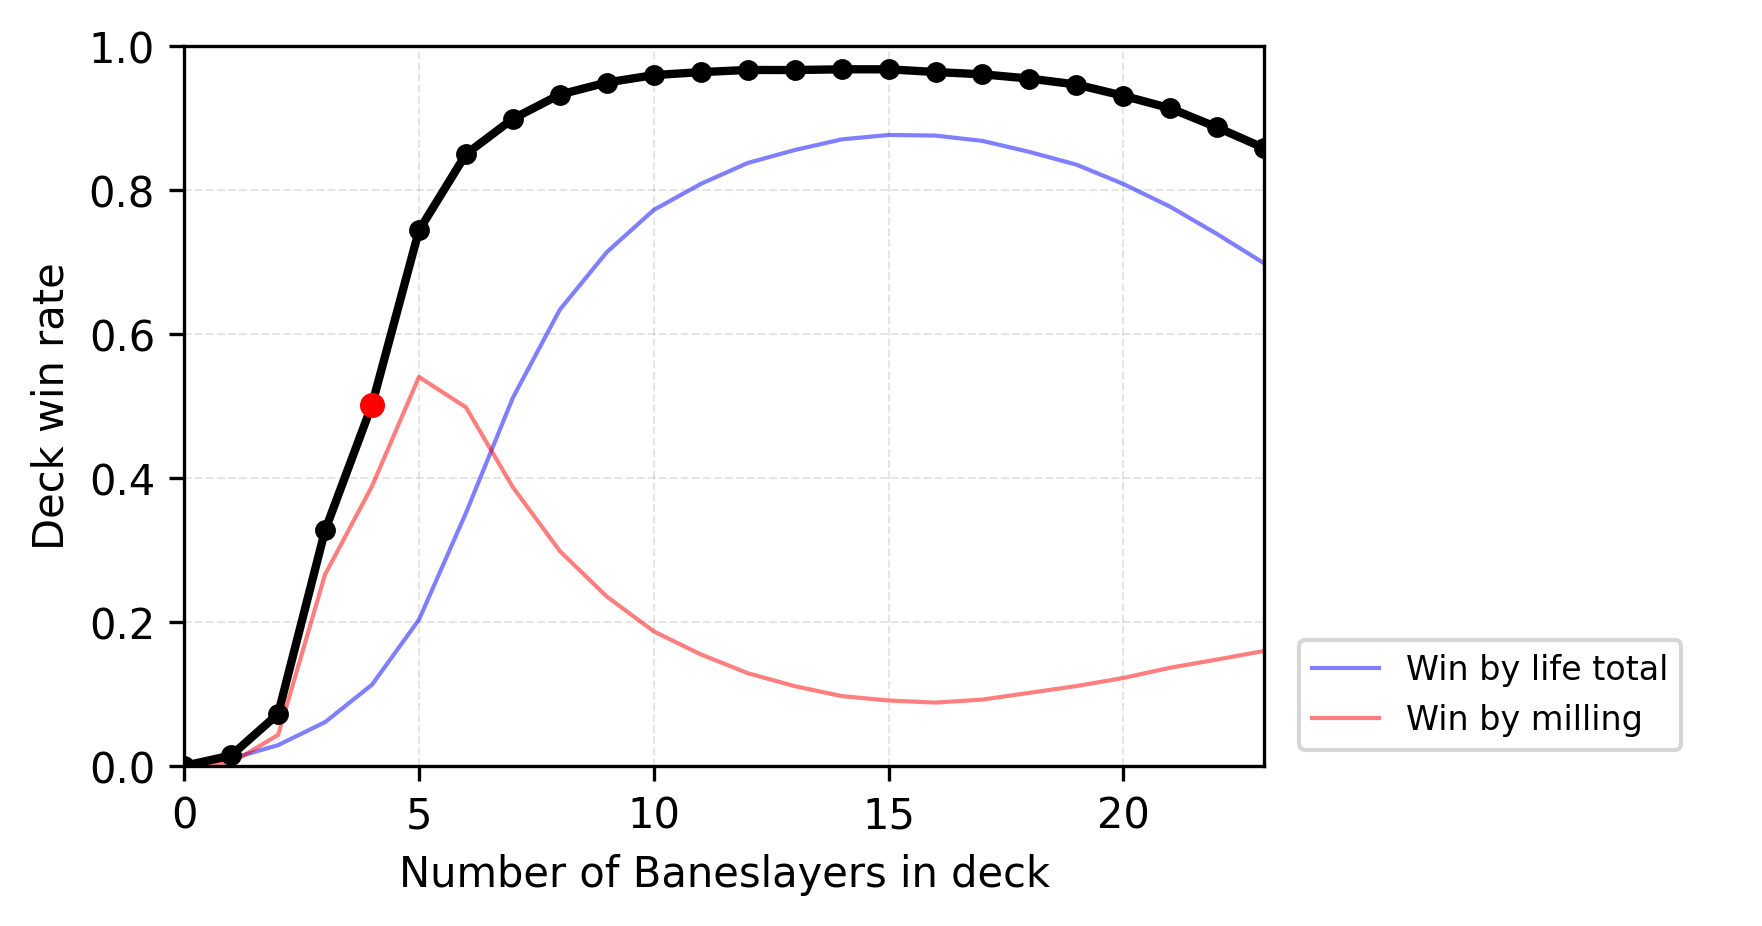 1.0
0.8
0.6
0.4
0.2
0.0
Deck win rate
0 5 10 15 20
Number of Baneslayers in deck
Win by life total
Win by milling